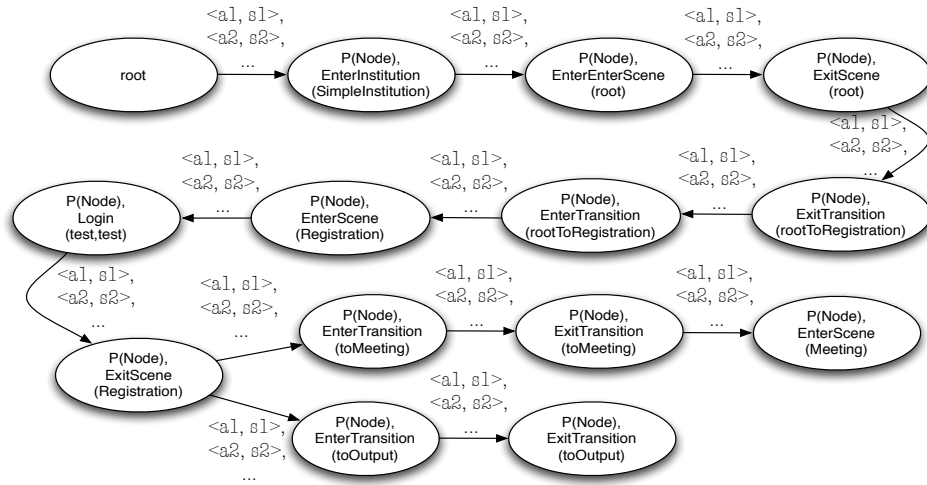 <a1, s1>,
<a2, s2>,
...
<a1, s1>,
<a2, s2>,
...
<a1, s1>,
<a2, s2>,
...
root
P(Node),
EnterInstitution
(SimpleInstitution)
P(Node),
EnterEnterScene
(root)
P(Node),
ExitScene
(root)
<a1, s1>,
<a2, s2>,
...
P(Node),
ExitTransition
(rootToRegistration)
<a1, s1>,
<a2, s2>,
...
P(Node),
EnterTransition
(rootToRegistration)
<a1, s1>,
<a2, s2>,
...
P(Node),
EnterScene
(Registration)
<a1, s1>,
<a2, s2>,
...
P(Node),
Login
(test,test)
<a1, s1>,
<a2, s2>,
...
P(Node),
ExitScene
(Registration)
<a1, s1>,
<a2, s2>,
...
P(Node),
EnterTransition
(toMeeting)
<a1, s1>,
<a2, s2>,
...
P(Node),
ExitTransition
(toMeeting)
<a1, s1>,
<a2, s2>,
...
P(Node),
EnterScene
(Meeting)
<a1, s1>,
<a2, s2>,
...
P(Node),
EnterTransition
(toOutput)
<a1, s1>,
<a2, s2>,
...
P(Node),
ExitTransition
(toOutput)